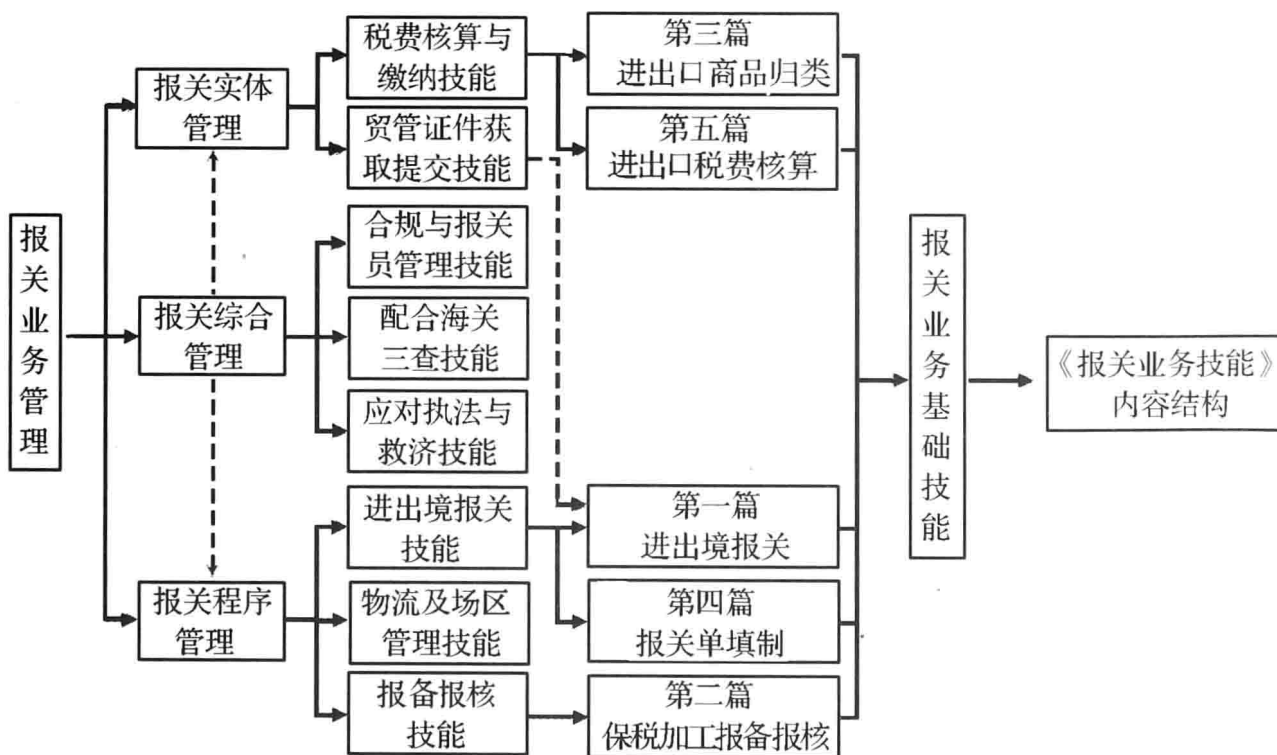 报关业务管理
报关实体
管理
报关综合
管理
报关程序
管理
税费核算与
缴纳技能
贸管证件获
取提交技能
合规与报关
员管理技能
配合海关
三查技能
应对执法与
救济技能
进出境报关
技能
物流及场区
管理技能
报备报核
技能
第三篇
进出口商品归类
第五篇
进出口税费核算
第一篇
进出境报关
第四篇
报关单填制
第二篇
保税加工报备报核
报关业务基础技能
《报关业务技能》
内容结构